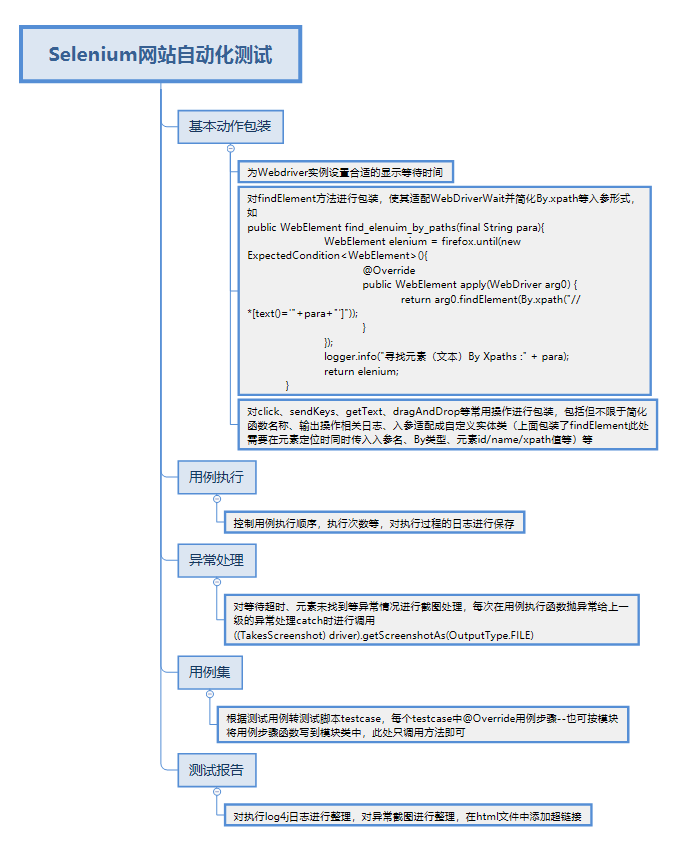 Selenium网站自动化测试
基本动作包装
为Webdriver实例设置合适的显示等待时间
对findElement方法进行包装，使其适配WebDriverWait并简化By.xpath等入参形式，
如
public WebElement find_elenuim_by_paths(final String para){
WebElement elenium = firefox.until(new
ExpectedCondition<WebElement>(){
@Override
public WebElement apply(WebDriver arg0) {
return arg0.findElement(By.xpath("//
*[text()='"+para+"']"));
}
});
logger.info("寻找元素（文本）By Xpaths :" + para);
return elenium;
}
对click、sendKeys、getText、dragAndDrop等常用操作进行包装，包括但不限于简化
函数名称、输出操作相关日志、入参适配成自定义实体类（上面包装了findElement此处
需要在元素定位时同时传入入参名、By类型、元素id/name/xpath值等）等
用例执行
控制用例执行顺序，执行次数等，对执行过程的日志进行保存
异常处理
对等待超时、元素未找到等异常情况进行截图处理，每次在用例执行函数抛异常给上一
级的异常处理catch时进行调用
((TakesScreenshot) driver).getScreenshotAs(OutputType.FILE)
用例集
根据测试用例转测试脚本testcase，每个testcase中@Override用例步骤--也可按模块
将用例步骤函数写到模块类中，此处只调用方法即可
测试报告
对执行log4j日志进行整理，对异常截图进行整理，在html文件中添加超链接